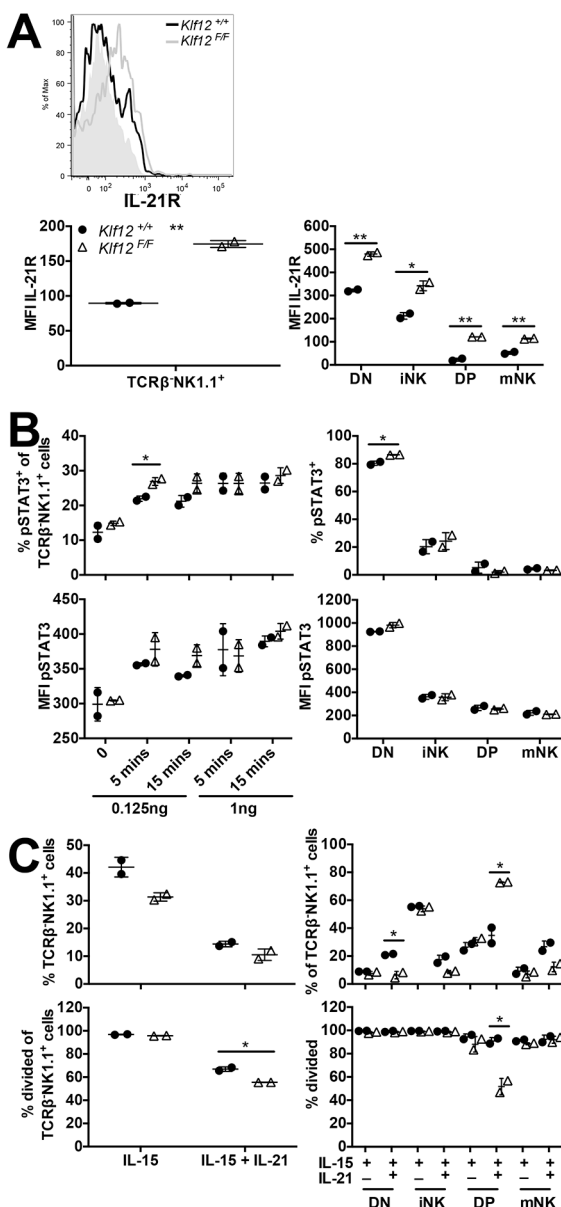 A
Klf12 +/+
Klf12 F/F
% of Max
100
80
60
40
20
0
0 10² 10³ 10⁴ 10⁵
IL-21R
MFI IL-21R
200
150
100
50
0
Klf12 +/+
Klf12 F/F
**
TCRβ⁻NK1.1⁺
MFI IL-21R
600
500
400
300
200
100
0
** * ** **
DN iNK DP mNK
B
% pSTAT3⁺ of
TCRβ⁻NK1.1⁺ cells
40
30
20
10
0
*
% pSTAT3⁺
100
80
60
40
20
0
*
MFI pSTAT3
450
400
350
300
250
0 5 mins 15 mins 5 mins 15 mins
0.125ng 1ng
MFI pSTAT3
1200
1000
800
600
400
200
0
DN iNK DP mNK
C
% TCRβ⁻NK1.1⁺ cells
50
40
30
20
10
0
% of TCRβ⁻NK1.1⁺ cells
100
80
60
40
20
0
* *
% divided of
TCRβ⁻NK1.1⁺ cells
120
100
80
60
40
20
0
*
IL-15 IL-15 + IL-21
% divided
120
100
80
60
40
20
0
*
IL-15 + + + + + + + +
IL-21 – + – + – + – +
DN iNK DP mNK